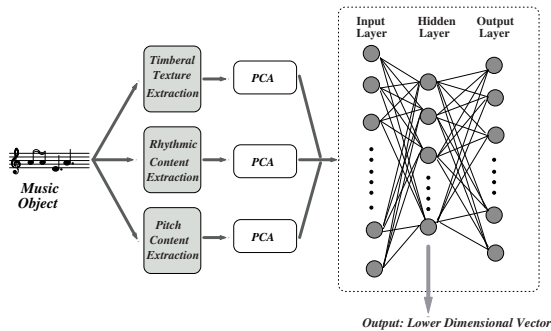 Input
Layer
Hidden
Layer
Output
Layer
Timberal
Texture
Extraction
PCA
Rhythmic
Content
Extraction
PCA
Music
Object
Pitch
Content
Extraction
PCA
Output: Lower Dimensional Vector